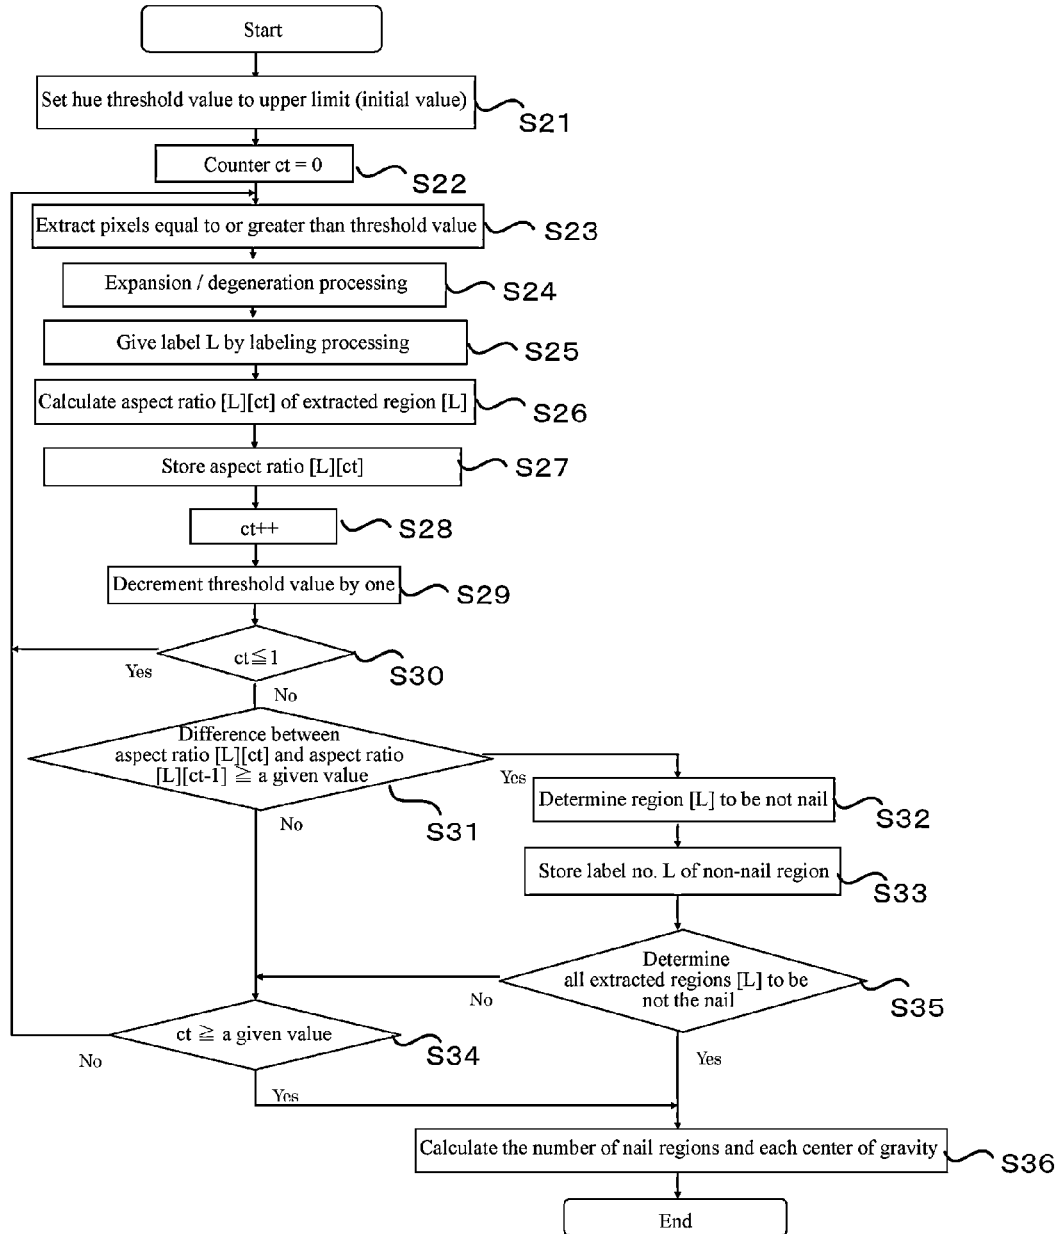 Start
Set hue threshold value to upper limit (initial value)
S21
Counter ct = 0
S22
Extract pixels equal to or greater than threshold value
S23
Expansion / degeneration processing
S24
Give label L by labeling processing
S25
Calculate aspect ratio [L][ct] of extracted region [L]
S26
Store aspect ratio [L][ct]
S27
ct++
S28
Decrement threshold value by one
S29
ct≦1
S30
Yes
No
Difference between
aspect ratio [L][ct] and aspect ratio
[L][ct-1] ≧ a given value
S31
Yes
No
Determine region [L] to be not nail
S32
Store label no. L of non-nail region
S33
Determine
all extracted regions [L] to be
not the nail
S35
No
Yes
ct ≧ a given value
S34
No
Yes
Calculate the number of nail regions and each center of gravity
S36
End